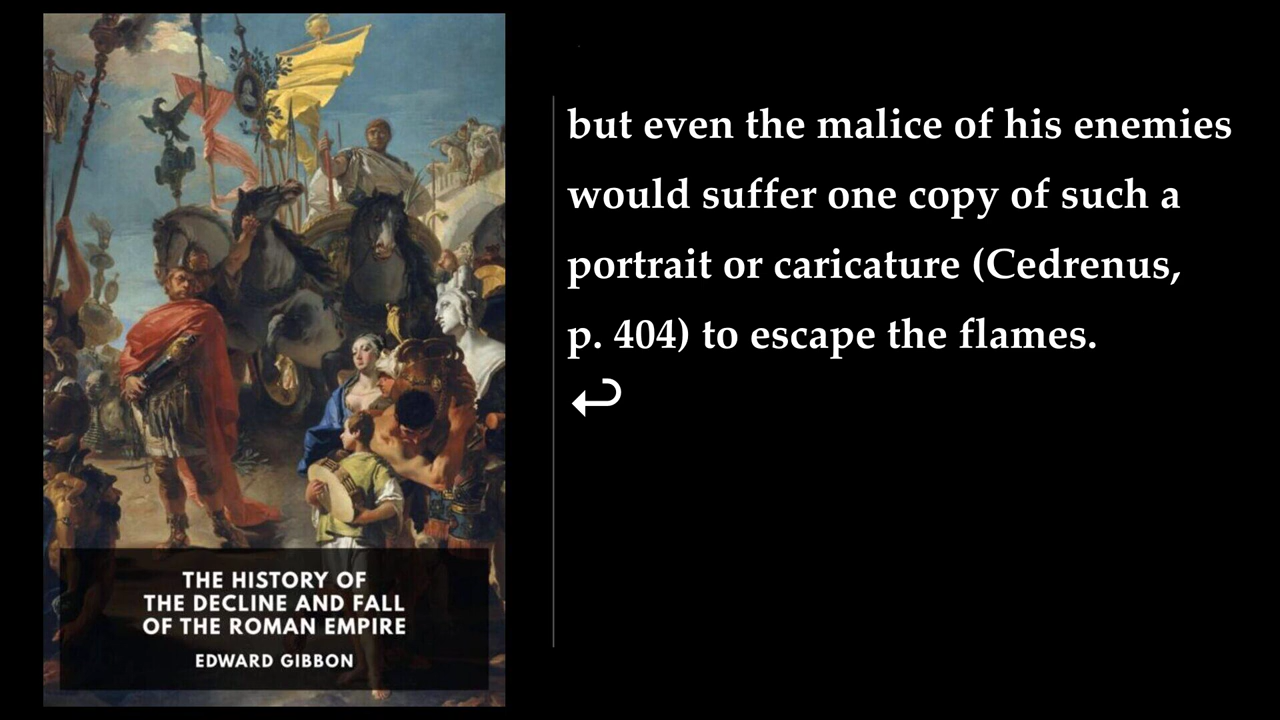 but even the malice of his enemies
would suffer one copy of such a
portrait or caricature (Cedrenus,
p. 404) to escape the flames.
↩
THE HISTORY OF
THE DECLINE AND FALL
OF THE ROMAN EMPIRE
EDWARD GIBBON